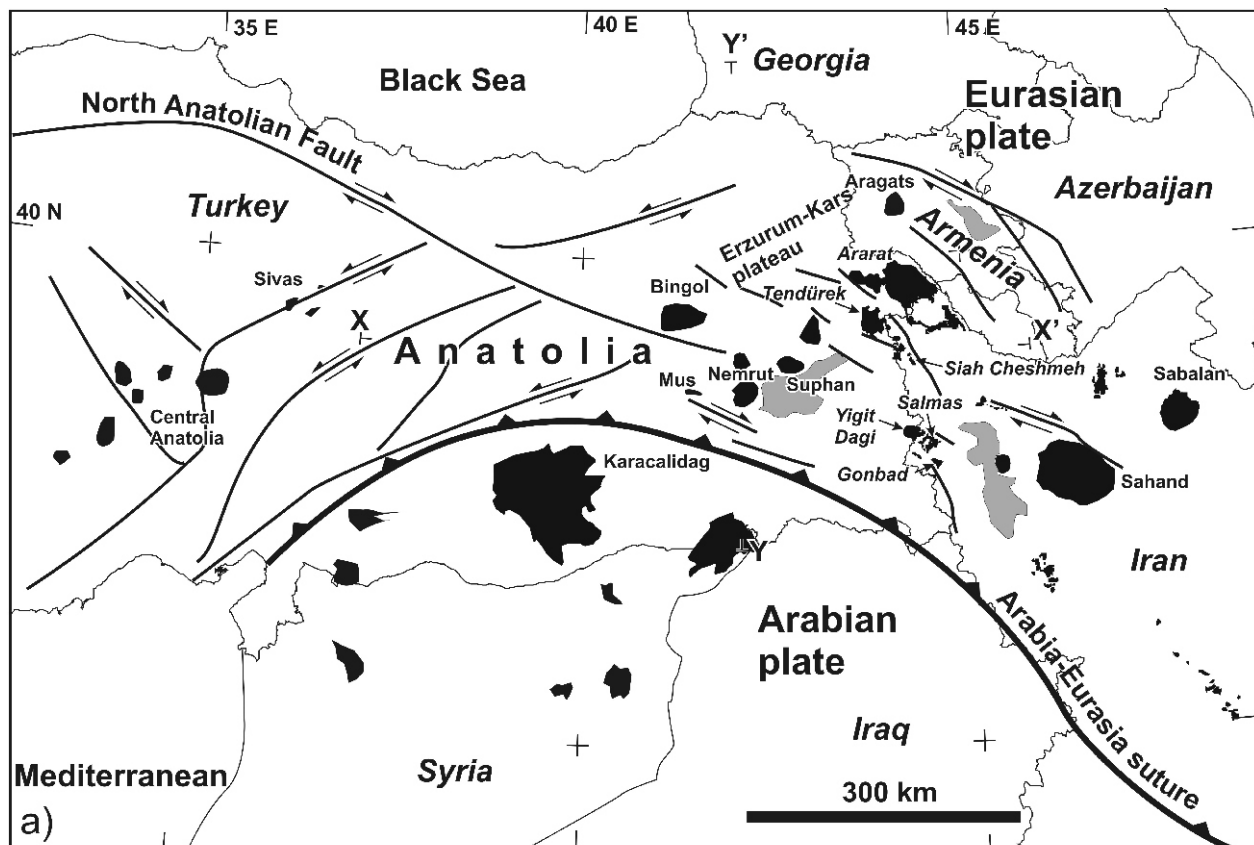 35 E
40 E
45 E
Y'
Georgia
Black Sea
Eurasian
plate
North Anatolian Fault
Azerbaijan
Aragats
Turkey
40 N
Armenia
Erzurum-Kars
plateau
Ararat
Sivas
Bingol
Tendürek
X
X'
Anatolia
Siah Cheshmeh
Nemrut
Mus
Suphan
Sabalan
Salmas
Central
Anatolia
Yigit
Dagi
Karacalidag
Gonbad
Sahand
Y
Iran
Arabian
plate
Arabia-Eurasia suture
Iraq
Mediterranean
Syria
300 km
a)